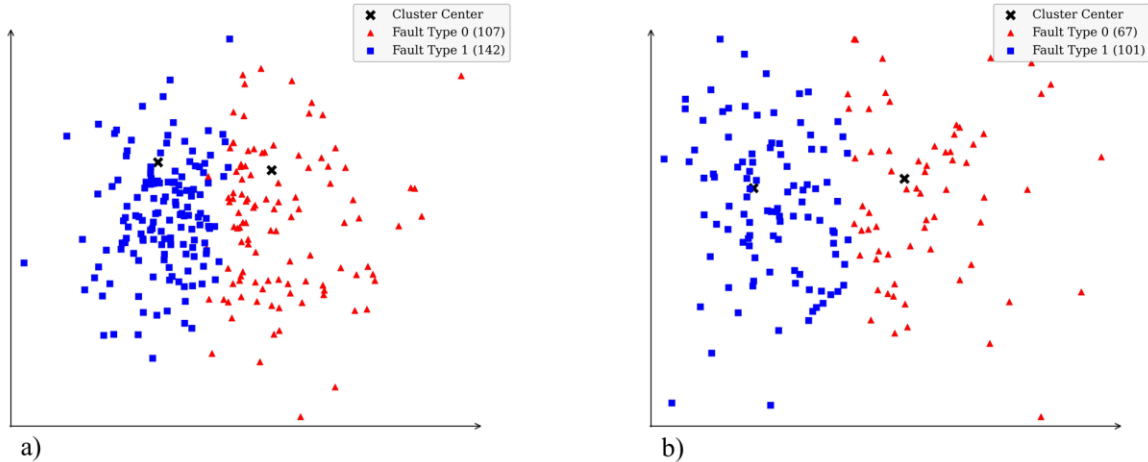 Cluster Center
Fault Type 0 (107)
Fault Type 1 (142)
a)
Cluster Center
Fault Type 0 (67)
Fault Type 1 (101)
b)